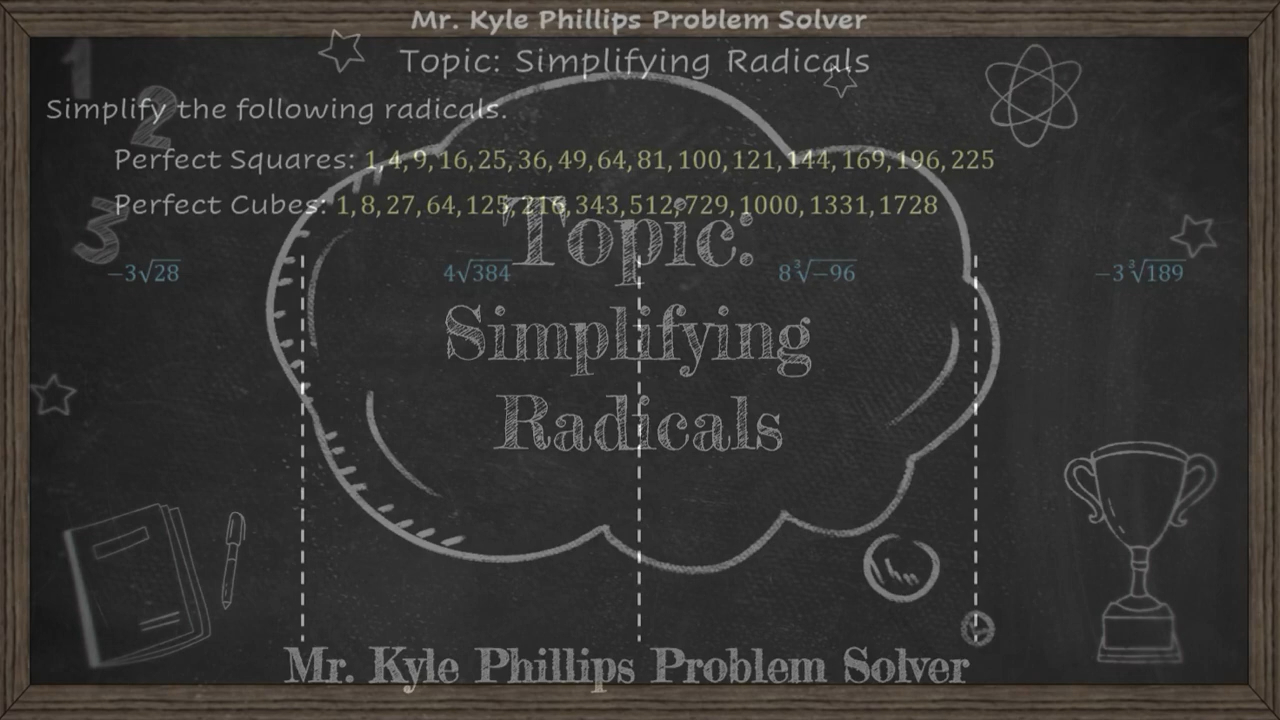 Mr. Kyle Phillips Problem Solver
Topic: Simplifying Radicals
1
2
3
Simplify the following radicals.
Perfect Squares: 1, 4, 9, 16, 25, 36, 49, 64, 81, 100, 121, 144, 169, 196, 225
Perfect Cubes: 1, 8, 27, 64, 125, 216, 343, 512, 729, 1000, 1331, 1728
−3√28 4√384 8∛−96 −3∛189
Topic:
Simplifying
Radicals
Mr. Kyle Phillips Problem Solver